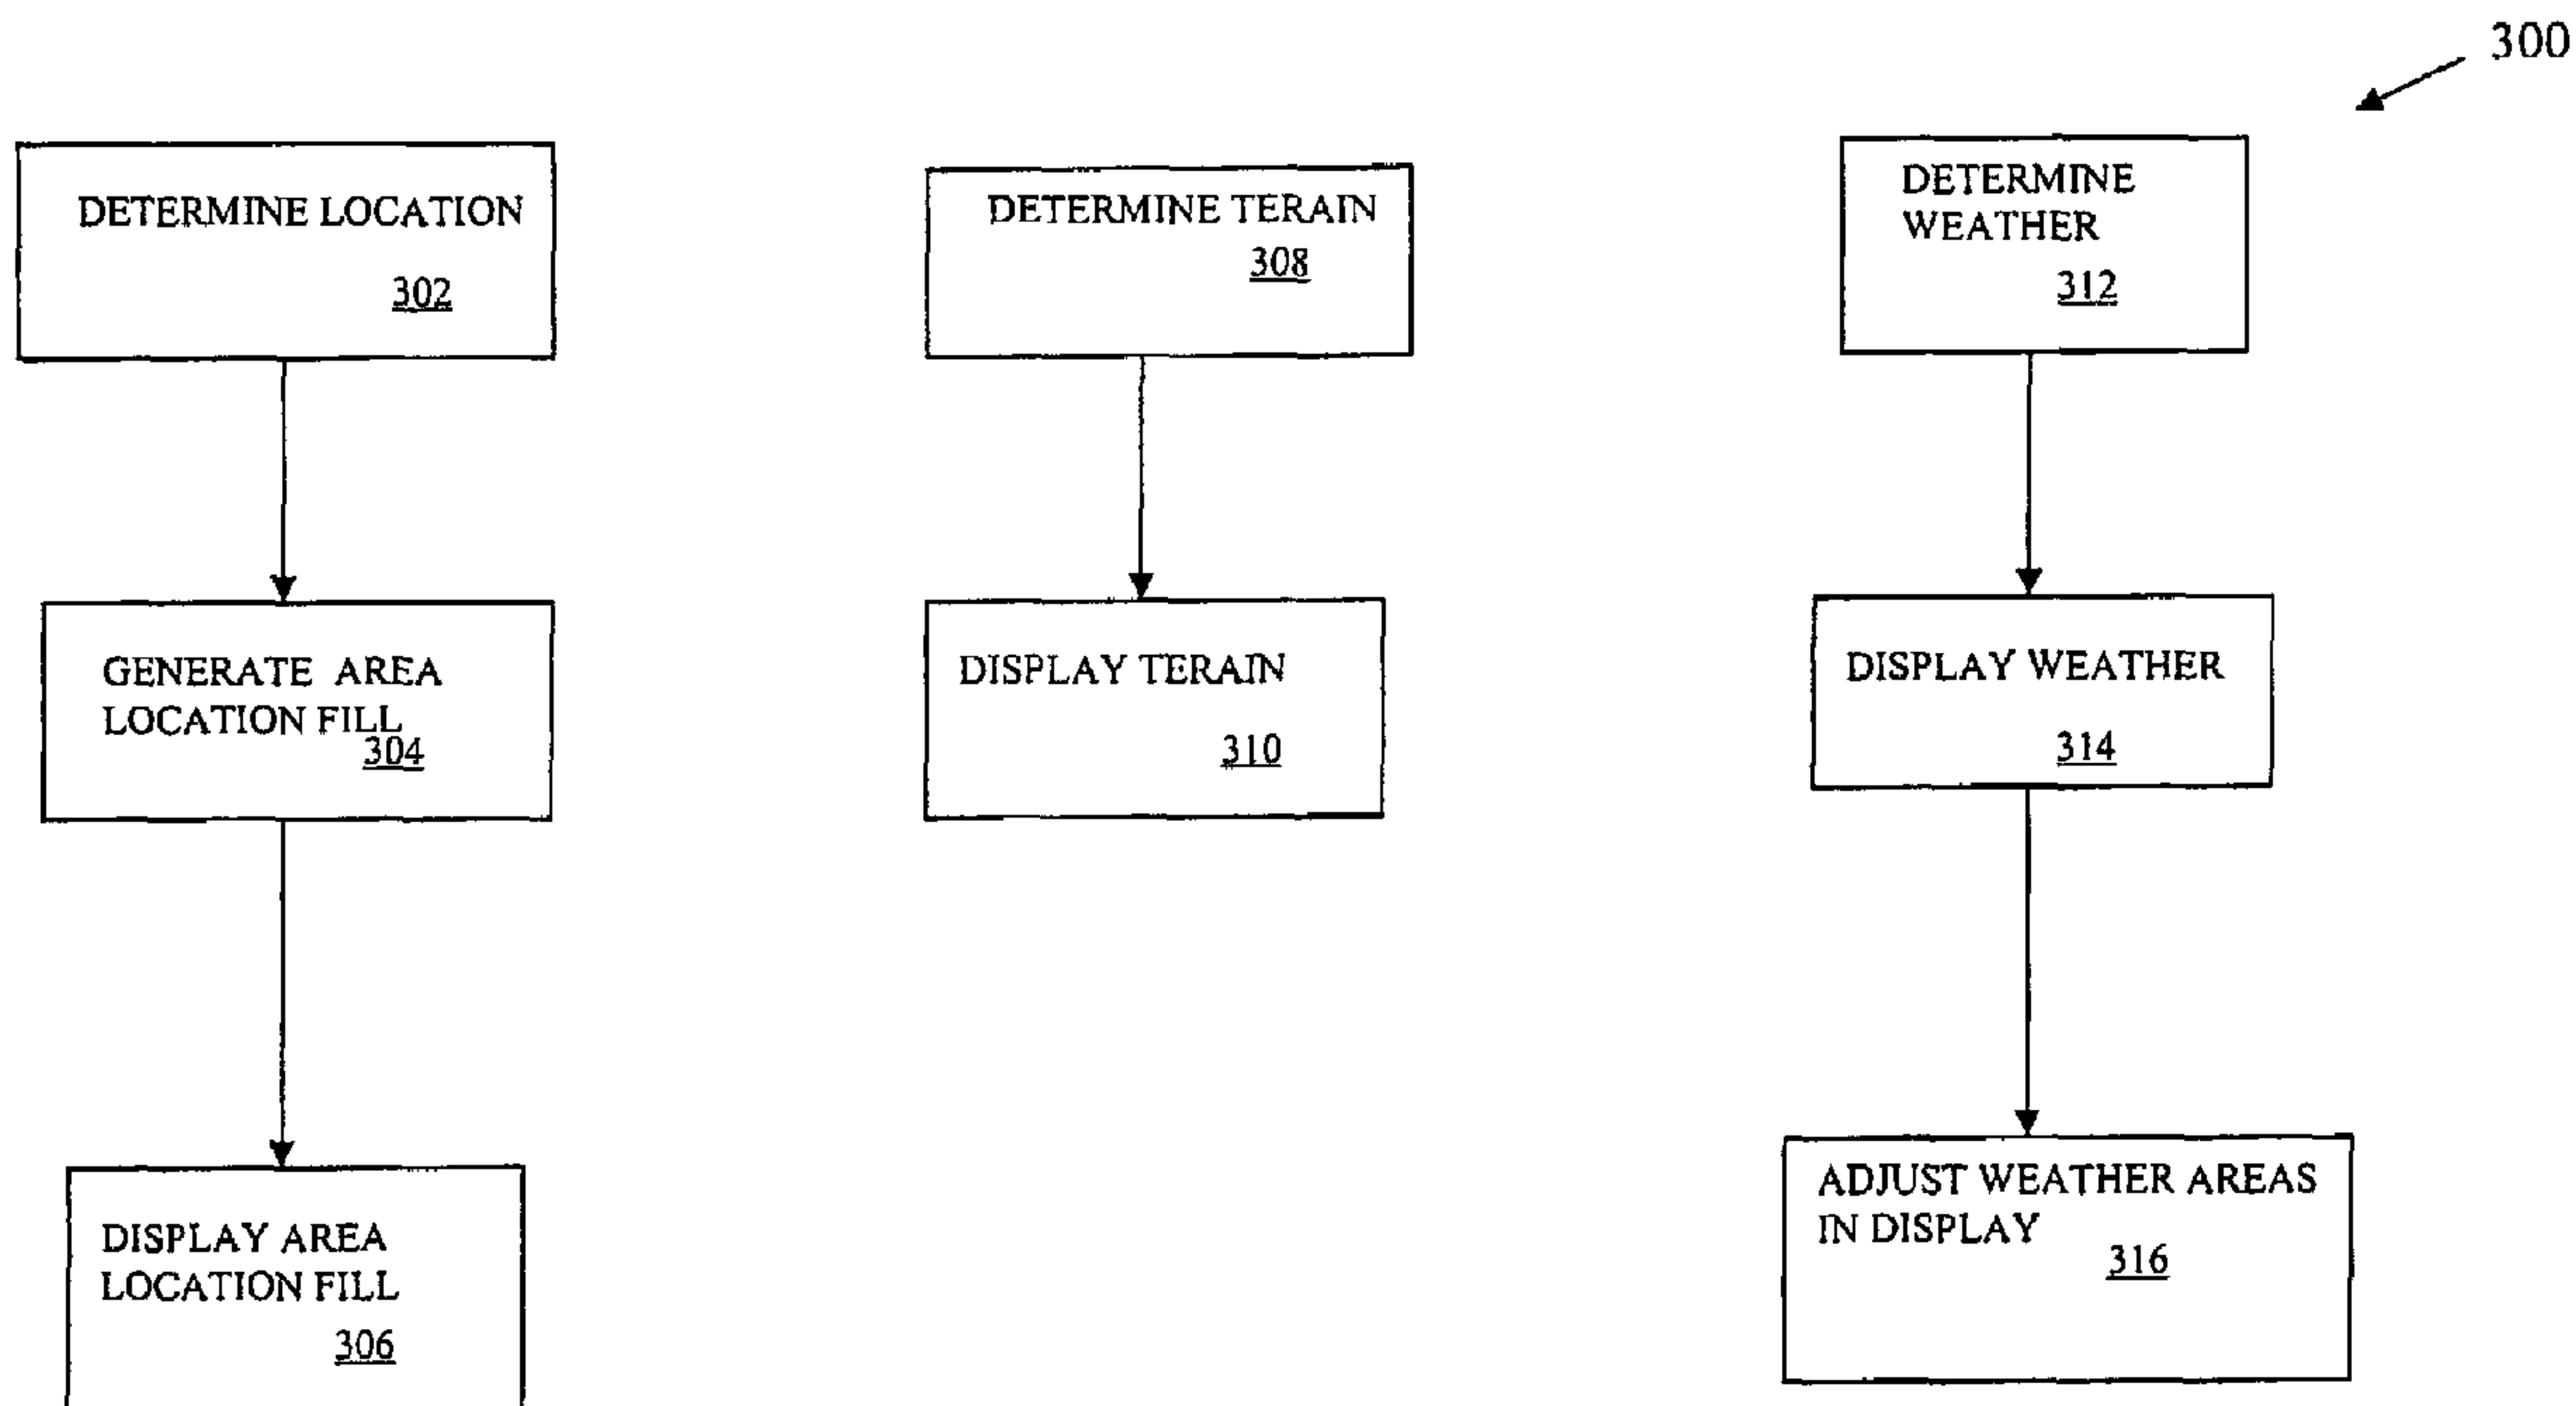 300
DETERMINE LOCATION
302
GENERATE AREA
LOCATION FILL
304
DISPLAY AREA
LOCATION FILL
306
DETERMINE TERAIN
308
DISPLAY TERAIN
310
DETERMINE
WEATHER
312
DISPLAY WEATHER
314
ADJUST WEATHER AREAS
IN DISPLAY
316